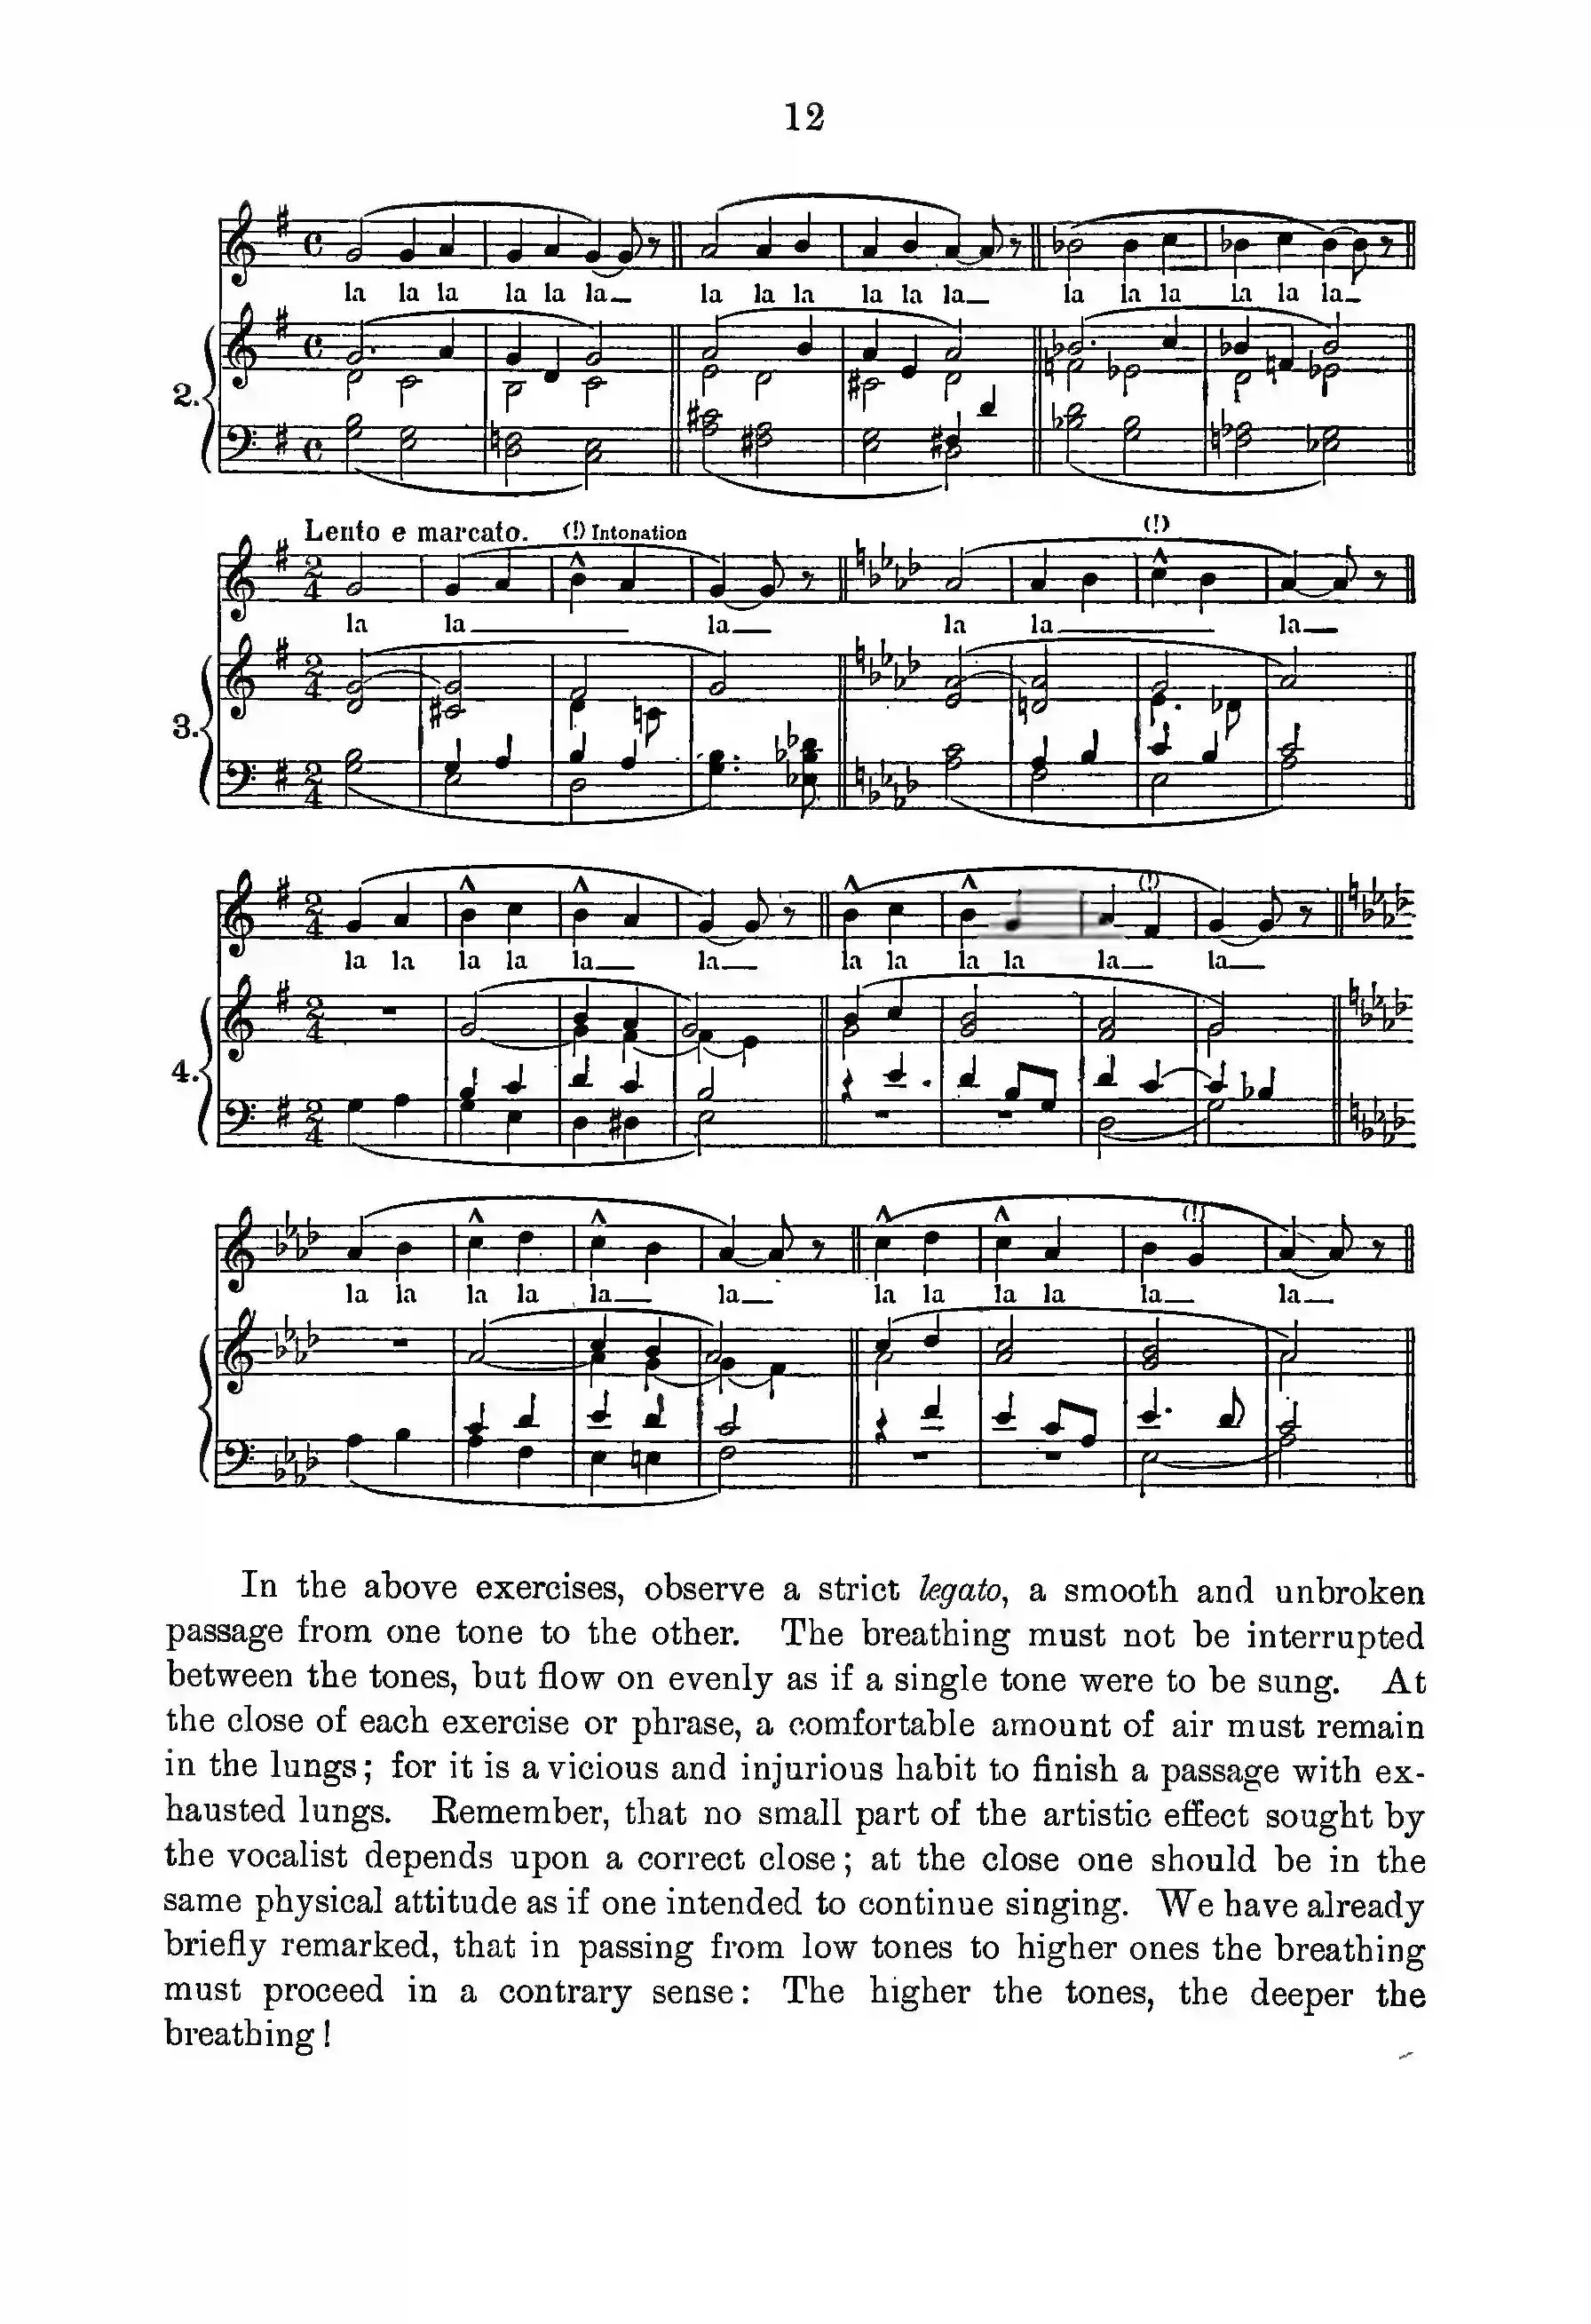 12
la la la la la la la la la la la la la la la la la la
2.
Lento e marcato. (!) Intonation (!)
la la la la la la
3.
(!)
la la la la la la la la la la la la
4.
(!)
la la la la la la la la la la la la
In the above exercises, observe a strict legato, a smooth and unbroken
passage from one tone to the other. The breathing must not be interrupted
between the tones, but flow on evenly as if a single tone were to be sung. At
the close of each exercise or phrase, a comfortable amount of air must remain
in the lungs; for it is a vicious and injurious habit to finish a passage with ex-
hausted lungs. Remember, that no small part of the artistic effect sought by
the vocalist depends upon a correct close; at the close one should be in the
same physical attitude as if one intended to continue singing. We have already
briefly remarked, that in passing from low tones to higher ones the breathing
must proceed in a contrary sense: The higher the tones, the deeper the
breathing!